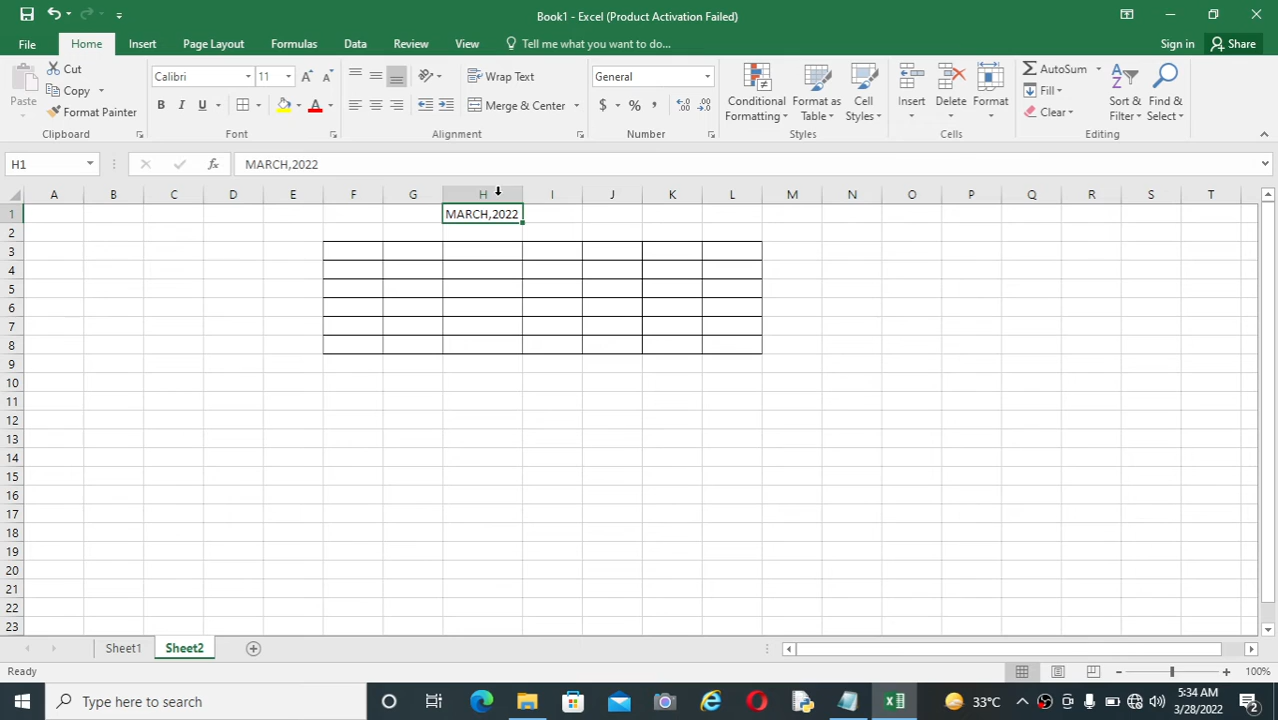 Book1 - Excel (Product Activation Failed)
File Home Insert Page Layout Formulas Data Review View Tell me what you want to do... Sign in Share
Paste Cut Copy Format Painter Clipboard
Calibri 11 A A B I U A Font
Wrap Text Merge & Center Alignment
General $ % , Number
Conditional Formatting Format as Table Cell Styles Styles
Insert Delete Format Cells
AutoSum Fill Clear Sort & Filter Find & Select Editing
H1 fx MARCH,2022
A B C D E F G H I J K L M N O P Q R S T
1 MARCH,2022
2
3
4
5
6
7
8
9
10
11
12
13
14
15
16
17
18
19
20
21
22
23
Sheet1 Sheet2
Ready 100%
Type here to search 33°C 5:34 AM
3/28/2022 2